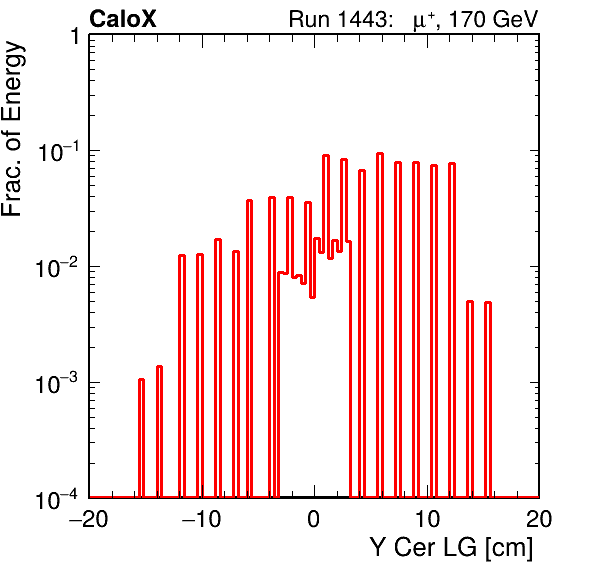 CaloX Run 1443: μ⁺, 170 GeV
Frac. of Energy
1
10⁻¹
10⁻²
10⁻³
10⁻⁴
−20 −10 0 10 20
Y Cer LG [cm]